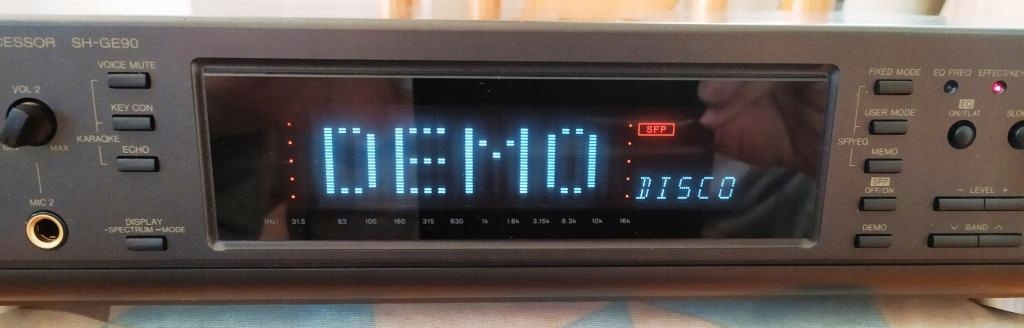 CESSOR SH-GE90
VOICE MUTE
VOL 2
KEY CON
MAX
KARAOKE
ECHO
MIC 2
DISPLAY
-SPECTRUM -MODE
DEMO
SFP
DISCO
(Hz) 31.5 63 100 160 315 630 1k 1.6k 3.15k 6.3k 10k 16k
FIXED MODE
USER MODE
SFP/EQ
MEMO
SFP
OFF/ON
DEMO
EQ FREQ EFFECT/KEY
EQ
ON/FLAT
- LEVEL +
BAND